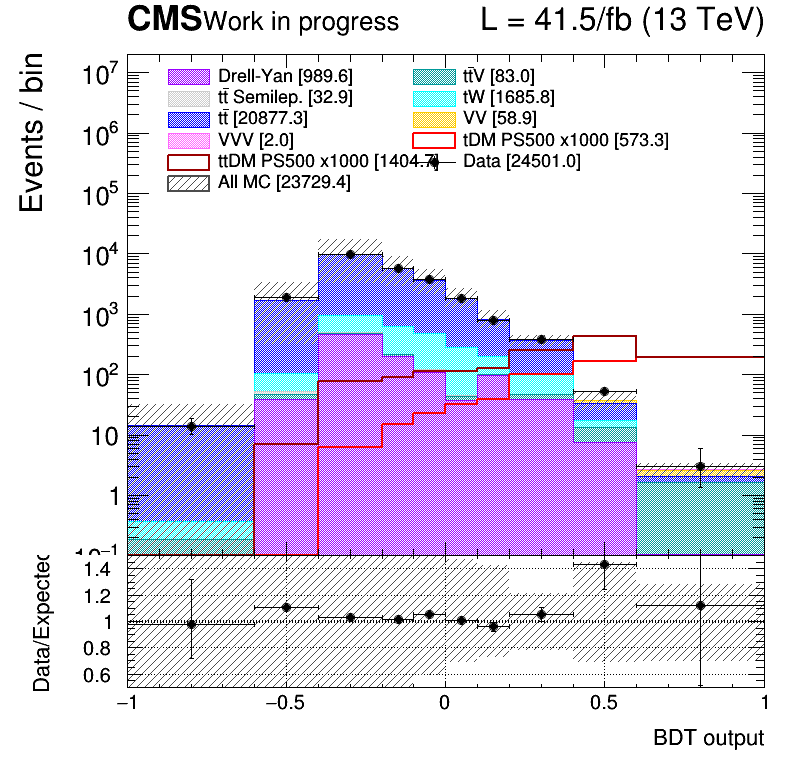 CMS Work in progress L = 41.5/fb (13 TeV)
Events / bin
10⁷
10⁶
10⁵
10⁴
10³
10²
10
1
10⁻¹
Drell-Yan [989.6] tt̄V [83.0]
tt̄ Semilep. [32.9] tW [1685.8]
tt̄ [20877.3] VV [58.9]
VVV [2.0] tDM PS500 x1000 [573.3]
ttDM PS500 x1000 [1404.7] Data [24501.0]
All MC [23729.4]
Data/Expected
1.4
1.2
1
0.8
0.6
−1 −0.5 0 0.5 1
BDT output